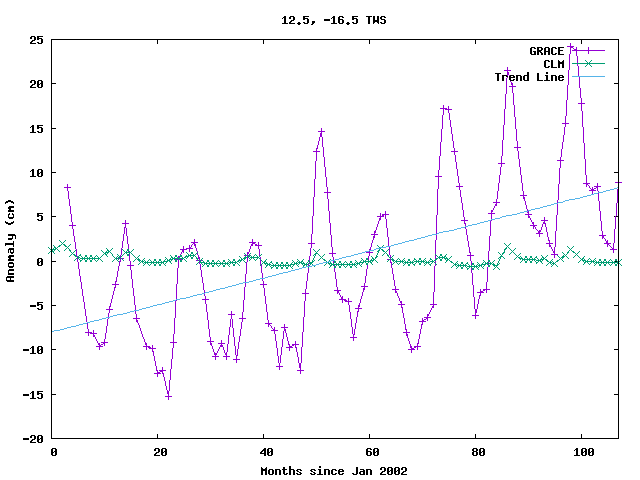 12.5, -16.5 TWS
GRACE
CLM
Trend Line
25
20
15
10
5
0
-5
-10
-15
-20
Anomaly (cm)
0 20 40 60 80 100
Months since Jan 2002